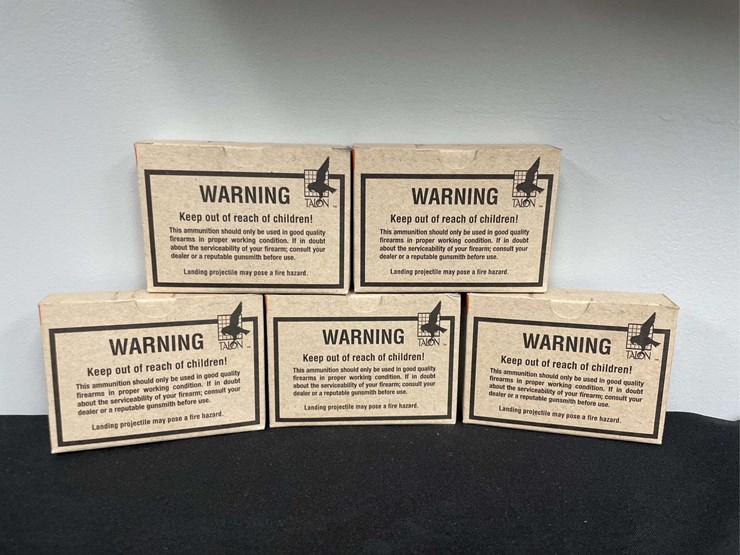 WARNING
TALON ™
Keep out of reach of children!
This ammunition should only be used in good quality
firearms in proper working condition. If in doubt
about the serviceability of your firearm; consult your
dealer or a reputable gunsmith before use.
Landing projectile may pose a fire hazard.
WARNING
TALON ™
Keep out of reach of children!
This ammunition should only be used in good quality
firearms in proper working condition. If in doubt
about the serviceability of your firearm; consult your
dealer or a reputable gunsmith before use.
Landing projectile may pose a fire hazard.
WARNING
TALON ™
Keep out of reach of children!
This ammunition should only be used in good quality
firearms in proper working condition. If in doubt
about the serviceability of your firearm; consult your
dealer or a reputable gunsmith before use.
Landing projectile may pose a fire hazard.
WARNING
TALON ™
Keep out of reach of children!
This ammunition should only be used in good quality
firearms in proper working condition. If in doubt
about the serviceability of your firearm; consult your
dealer or a reputable gunsmith before use.
Landing projectile may pose a fire hazard.
WARNING
TALON ™
Keep out of reach of children!
This ammunition should only be used in good quality
firearms in proper working condition. If in doubt
about the serviceability of your firearm; consult your
dealer or a reputable gunsmith before use.
Landing projectile may pose a fire hazard.